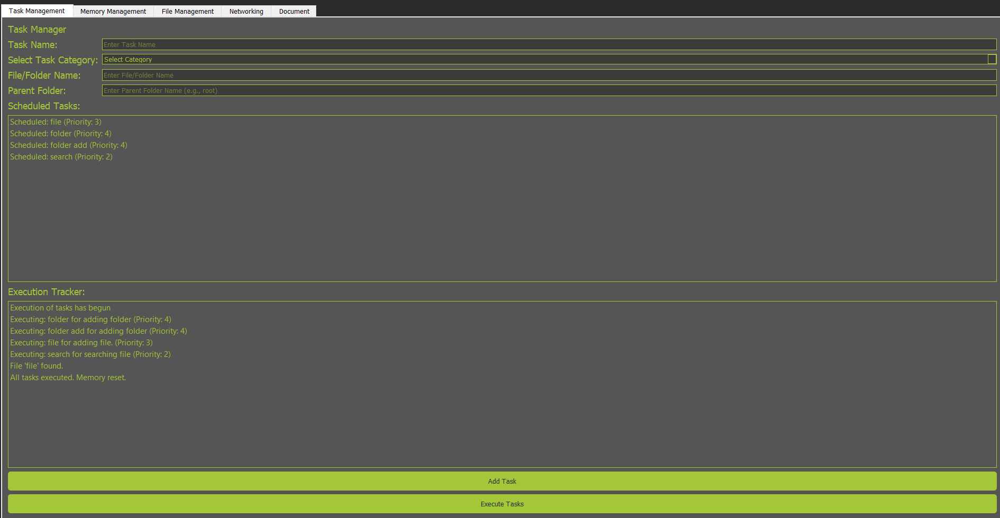 Task Management Memory Management File Management Networking Document
Task Manager
Task Name: Enter Task Name
Select Task Category: Select Category
File/Folder Name: Enter File/Folder Name
Parent Folder: Enter Parent Folder Name (e.g., root)
Scheduled Tasks:
Scheduled: file (Priority: 3)
Scheduled: folder (Priority: 4)
Scheduled: folder add (Priority: 4)
Scheduled: search (Priority: 2)
Execution Tracker:
Execution of tasks has begun
Executing: folder for adding folder (Priority: 4)
Executing: folder add for adding folder (Priority: 4)
Executing: file for adding file. (Priority: 3)
Executing: search for searching file (Priority: 2)
File 'file' found.
All tasks executed. Memory reset.
Add Task
Execute Tasks